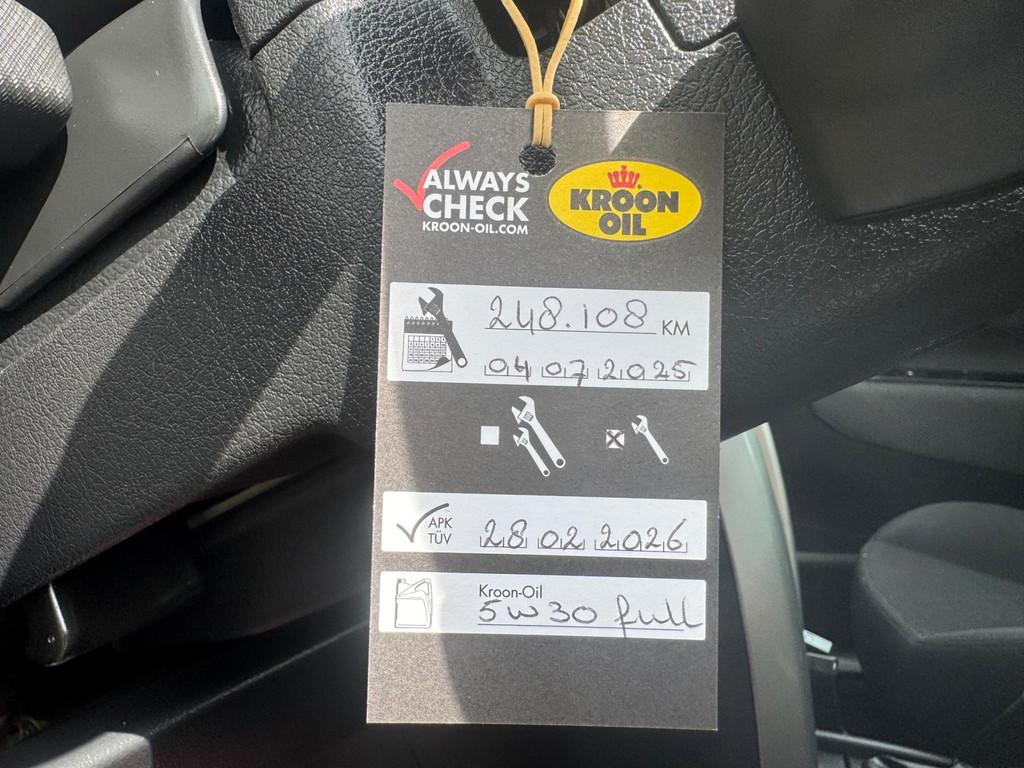 ALWAYS
CHECK
KROON-OIL.COM
KROON
OIL
248.108 KM
04 07 2025
APK
TÜV
28 02 2026
Kroon-Oil
5w30 full